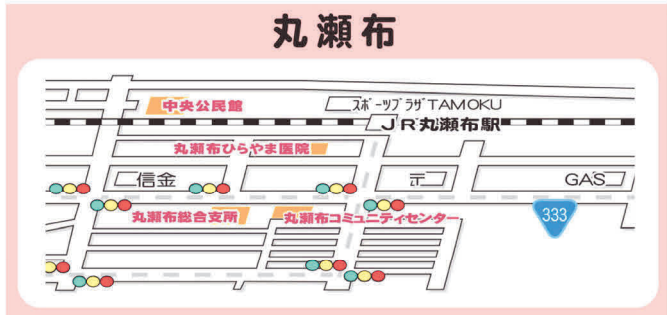 丸瀬布
中央公民館
スポーツプラザTAMOKU
JR丸瀬布駅
丸瀬布ひらやま医院
信金
〒
GAS
丸瀬布総合支所
丸瀬布コミュニティセンター
333